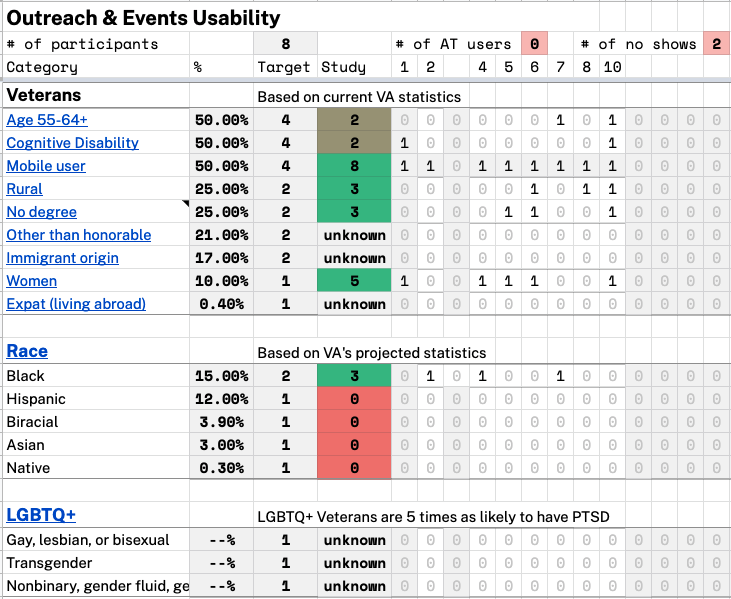 Outreach & Events Usability
# of participants 8 # of AT users 0 # of no shows 2
Category % Target Study 1 2 4 5 6 7 8 10
Veterans Based on current VA statistics
Age 55-64+ 50.00% 4 2 0 0 0 0 0 0 1 0 1 0 0 0 0
Cognitive Disability 50.00% 4 2 1 0 0 0 0 0 0 0 1 0 0 0 0
Mobile user 50.00% 4 8 1 1 0 1 1 1 1 1 1 0 0 0 0
Rural 25.00% 2 3 0 0 0 0 0 1 0 1 1 0 0 0 0
No degree 25.00% 2 3 0 0 0 0 1 1 0 0 1 0 0 0 0
Other than honorable 21.00% 2 unknown 0 0 0 0 0 0 0 0 0 0 0 0 0
Immigrant origin 17.00% 2 unknown 0 0 0 0 0 0 0 0 0 0 0 0 0
Women 10.00% 1 5 1 0 0 1 1 1 0 0 1 0 0 0 0
Expat (living abroad) 0.40% 1 unknown 0 0 0 0 0 0 0 0 0 0 0 0 0
Race Based on VA's projected statistics
Black 15.00% 2 3 0 1 0 1 0 0 1 0 0 0 0 0 0
Hispanic 12.00% 1 0 0 0 0 0 0 0 0 0 0 0 0 0 0
Biracial 3.90% 1 0 0 0 0 0 0 0 0 0 0 0 0 0 0
Asian 3.00% 1 0 0 0 0 0 0 0 0 0 0 0 0 0 0
Native 0.30% 1 0 0 0 0 0 0 0 0 0 0 0 0 0 0
LGBTQ+ LGBTQ+ Veterans are 5 times as likely to have PTSD
Gay, lesbian, or bisexual --% 1 unknown 0 0 0 0 0 0 0 0 0 0 0 0 0
Transgender --% 1 unknown 0 0 0 0 0 0 0 0 0 0 0 0 0
Nonbinary, gender fluid, ge --% 1 unknown 0 0 0 0 0 0 0 0 0 0 0 0 0